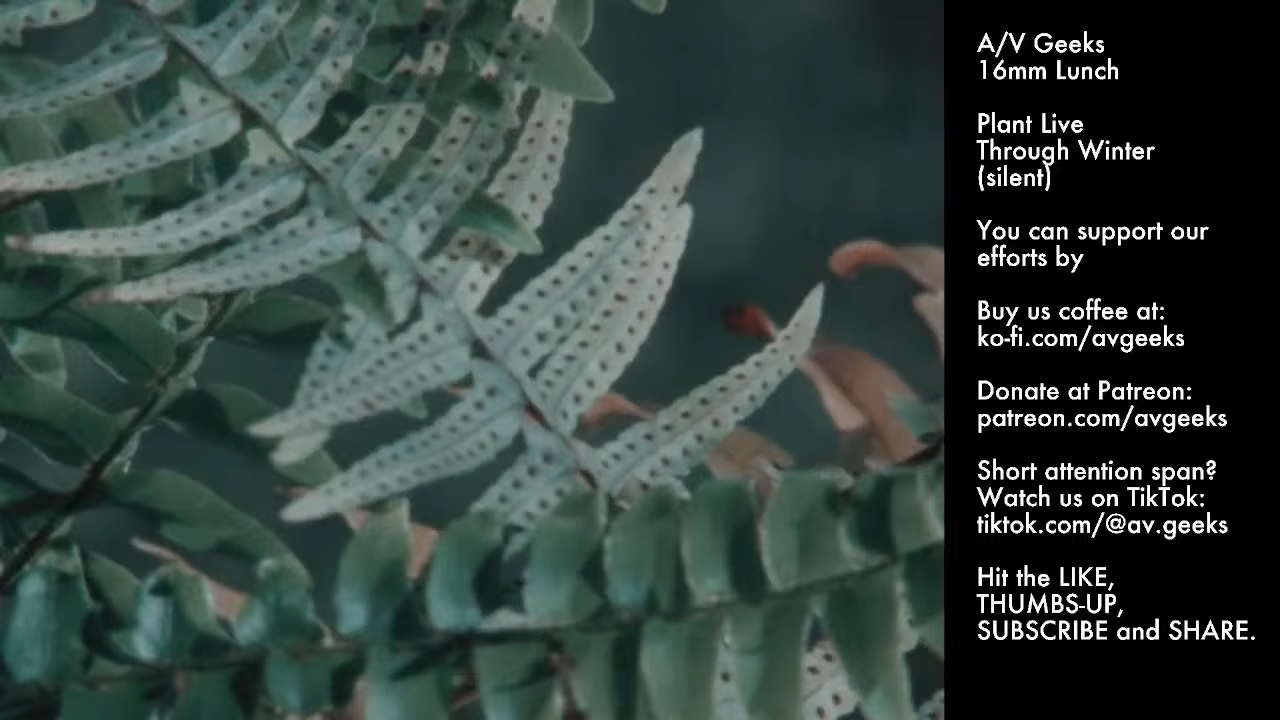 A/V Geeks
16mm Lunch
Plant Live
Through Winter
(silent)
You can support our
efforts by
Buy us coffee at:
ko-fi.com/avgeeks
Donate at Patreon:
patreon.com/avgeeks
Short attention span?
Watch us on TikTok:
tiktok.com/@av.geeks
Hit the LIKE,
THUMBS-UP,
SUBSCRIBE and SHARE.